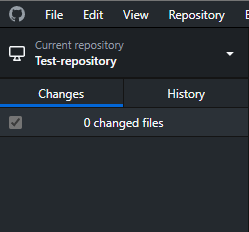 File Edit View Repository
Current repository
Test-repository
Changes History
0 changed files